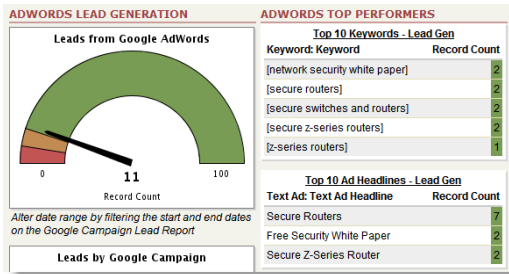 ADWORDS LEAD GENERATION
Leads from Google AdWords
0
11
100
Record Count
Alter date range by filtering the start and end dates
on the Google Campaign Lead Report
Leads by Google Campaign
ADWORDS TOP PERFORMERS
Top 10 Keywords - Lead Gen
Keyword: Keyword Record Count
[network security white paper] 2
[secure routers] 2
[secure switches and routers] 2
[secure z-series routers] 2
[z-series routers] 1
Top 10 Ad Headlines - Lead Gen
Text Ad: Text Ad Headline Record Count
Secure Routers 7
Free Security White Paper 2
Secure Z-Series Router 2